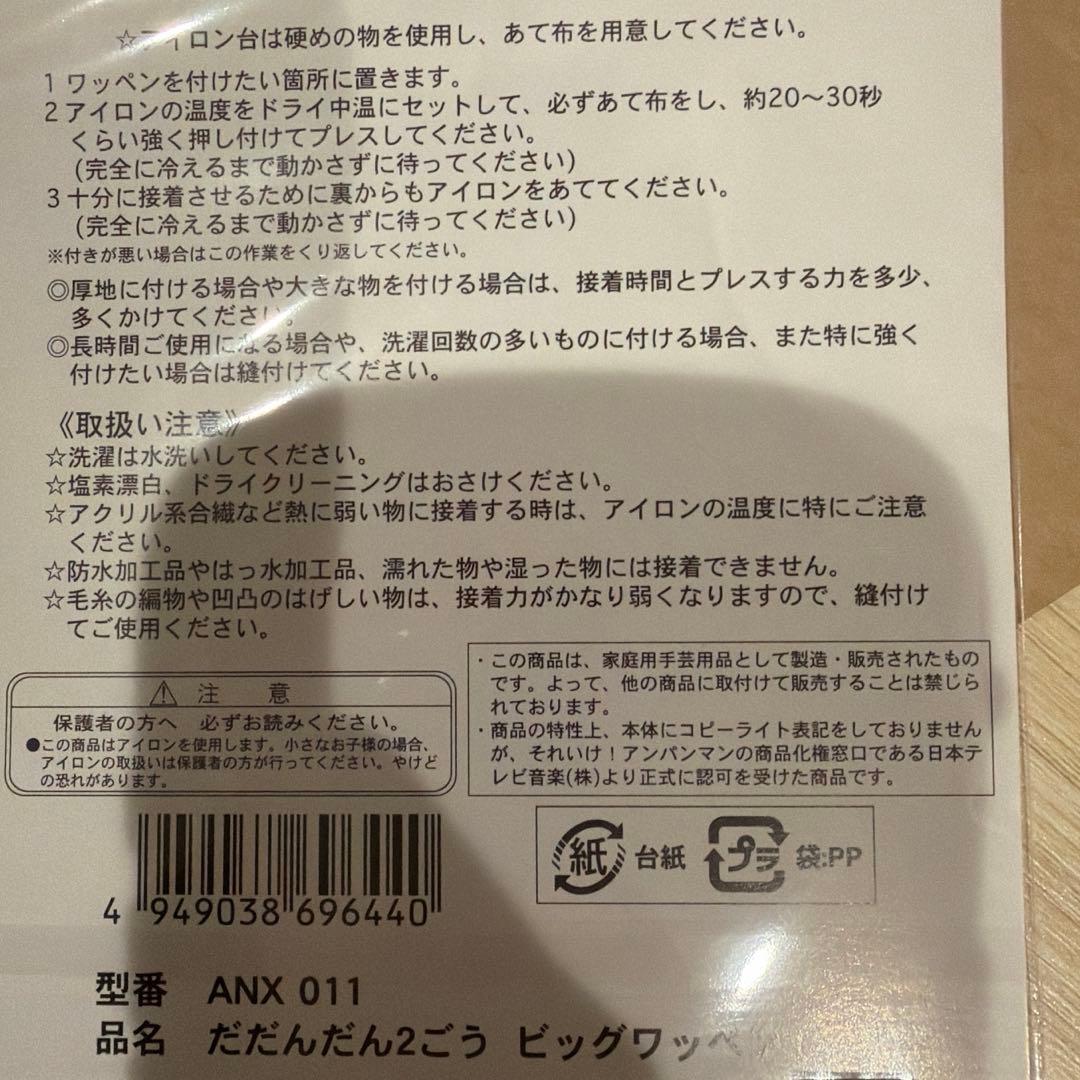 ☆アイロン台は硬めの物を使用し、あて布を用意してください。
1 ワッペンを付けたい箇所に置きます。
2 アイロンの温度をドライ中温にセットして、必ずあて布をし、約20〜30秒
くらい強く押し付けてプレスしてください。
(完全に冷えるまで動かさずに待ってください)
3 十分に接着させるために裏からもアイロンをあててください。
(完全に冷えるまで動かさずに待ってください)
※付きが悪い場合はこの作業をくり返してください。
◎厚地に付ける場合や大きな物を付ける場合は、接着時間とプレスする力を多少、
多くかけてください。
◎長時間ご使用になる場合や、洗濯回数の多いものに付ける場合、また特に強く
付けたい場合は縫付けてください。
《取扱い注意》
☆洗濯は水洗いしてください。
☆塩素漂白、ドライクリーニングはおさけください。
☆アクリル系合繊など熱に弱い物に接着する時は、アイロンの温度に特にご注意
ください。
☆防水加工品やはっ水加工品、濡れた物や湿った物には接着できません。
☆毛糸の編物や凹凸のはげしい物は、接着力がかなり弱くなりますので、縫付け
てご使用ください。
⚠ 注 意
保護者の方へ 必ずお読みください。
●この商品はアイロンを使用します。小さなお子様の場合、
アイロンの取扱いは保護者の方が行ってください。やけど
の恐れがあります。
・この商品は、家庭用手芸用品として製造・販売されたもの
です。よって、他の商品に取付けて販売することは禁じら
れております。
・商品の特性上、本体にコピーライト表記をしておりません
が、それいけ！アンパンマンの商品化権窓口である日本テ
レビ音楽(株)より正式に認可を受けた商品です。
紙 台紙 プラ 袋:PP
4 949038 696440
型番 ANX 011
品名 だだんだん2ごう ビッグワッペ